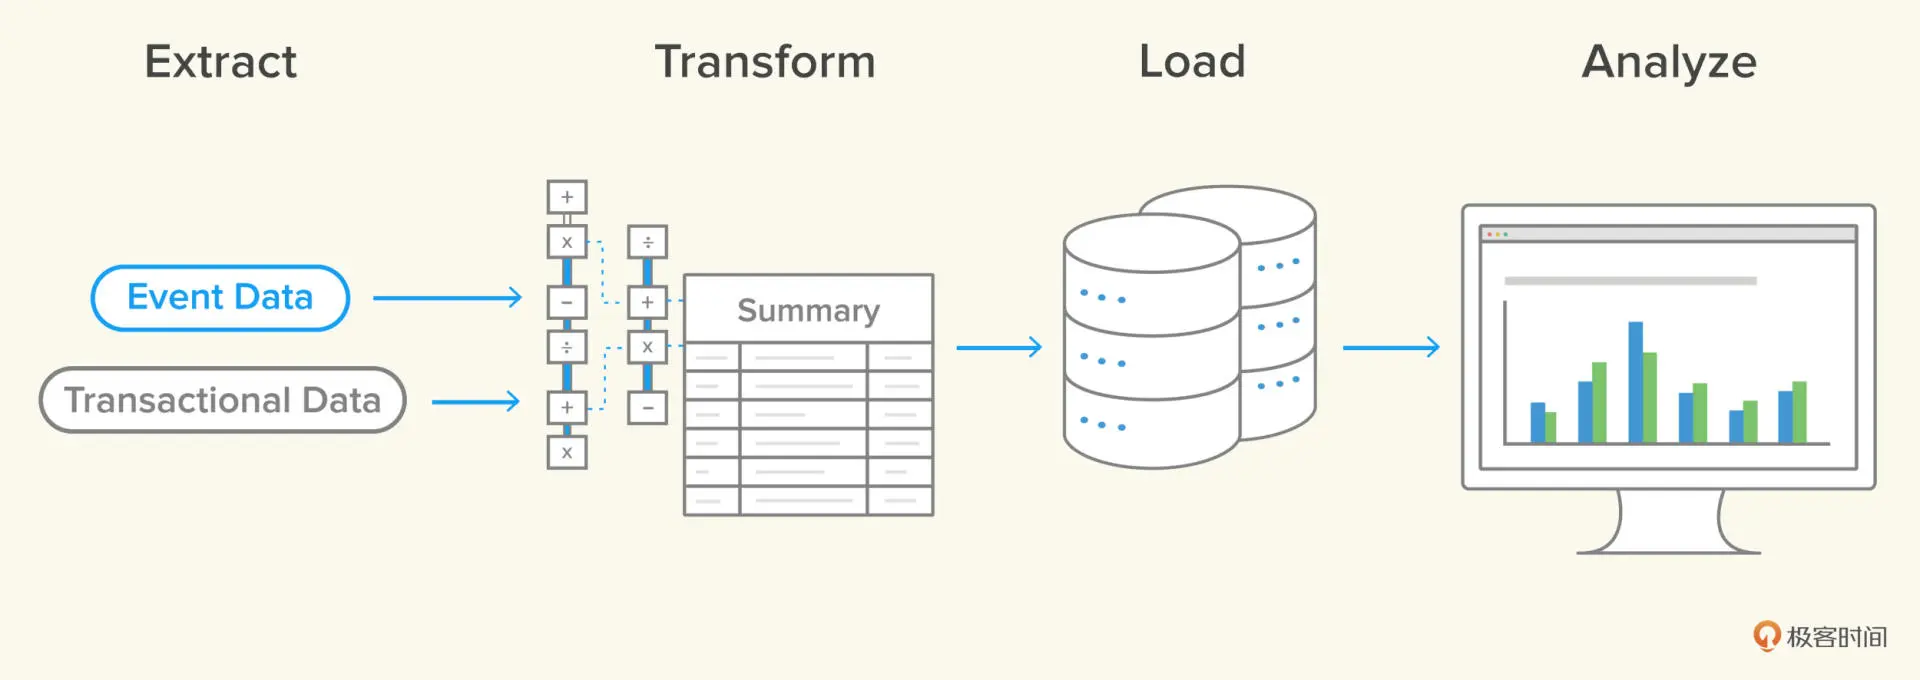 Extract
Transform
Load
Analyze
+
x
−
÷
+
x
÷
+
x
−
Event Data
Transactional Data
Summary
极客时间